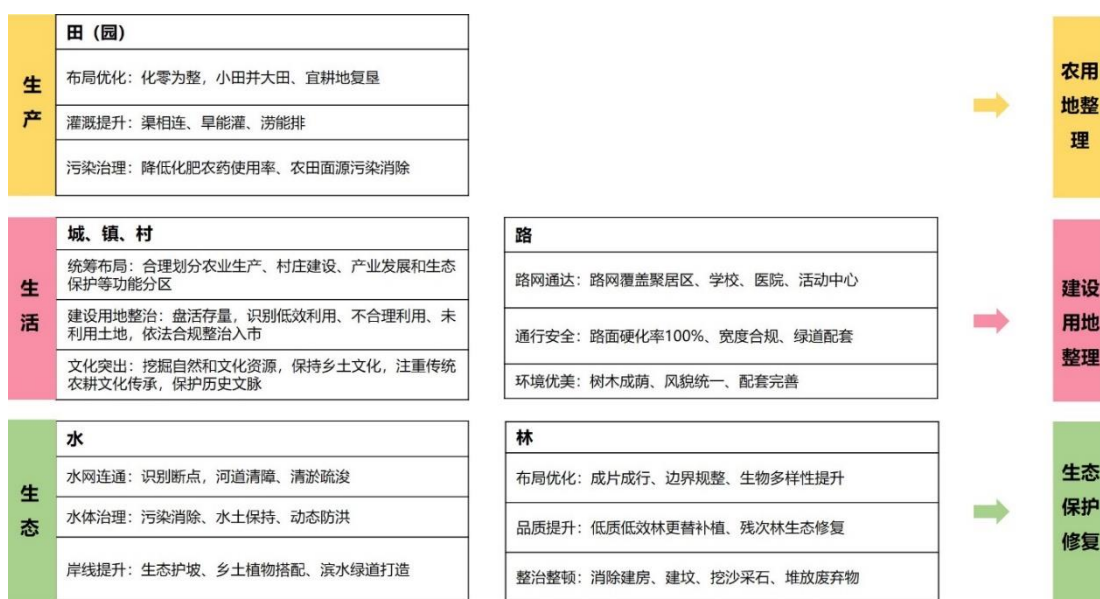 生
产
田（园）
布局优化：化零为整，小田并大田、宜耕地复垦
灌溉提升：渠相连、旱能灌、涝能排
污染治理：降低化肥农药使用率、农田面源污染消除
农用
地整
理
生
活
城、镇、村
统筹布局：合理划分农业生产、村庄建设、产业发展和生态
保护等功能分区
建设用地整治：盘活存量，识别低效利用、不合理利用、未
利用土地，依法合规整治入市
文化突出：挖掘自然和文化资源，保持乡土文化，注重传统
农耕文化传承，保护历史文脉
路
路网通达：路网覆盖聚居区、学校、医院、活动中心
通行安全：路面硬化率100%、宽度合规、绿道配套
环境优美：树木成荫、风貌统一、配套完善
建设
用地
整理
生
态
水
水网连通：识别断点，河道清障、清淤疏浚
水体治理：污染消除、水土保持、动态防洪
岸线提升：生态护坡、乡土植物搭配、滨水绿道打造
林
布局优化：成片成行、边界规整、生物多样性提升
品质提升：低质低效林更替补植、残次林生态修复
整治整顿：消除建房、建坟、挖沙采石、堆放废弃物
生态
保护
修复